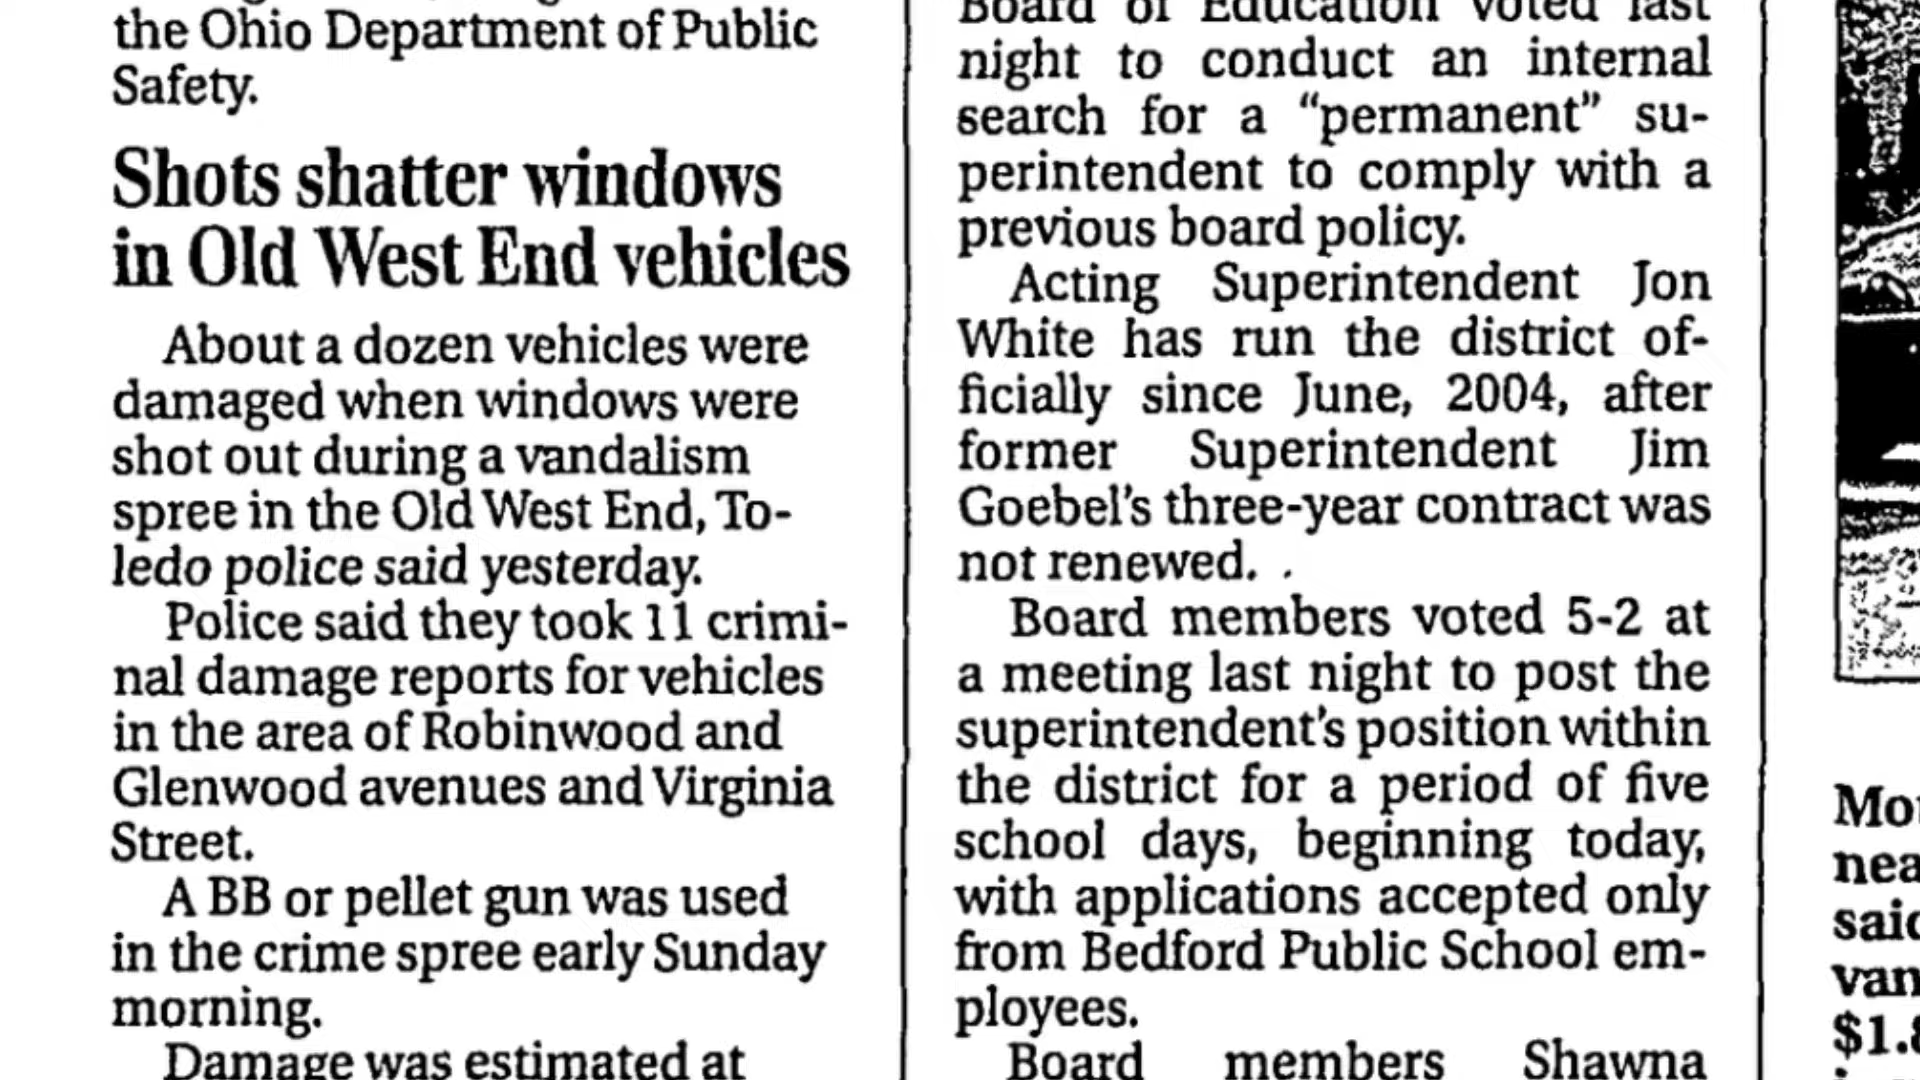 the Ohio Department of Public
Safety.
Shots shatter windows
in Old West End vehicles
About a dozen vehicles were
damaged when windows were
shot out during a vandalism
spree in the Old West End, To-
ledo police said yesterday.
Police said they took 11 crimi-
nal damage reports for vehicles
in the area of Robinwood and
Glenwood avenues and Virginia
Street.
A BB or pellet gun was used
in the crime spree early Sunday
morning.
Damage was estimated at
Board of Education voted last
night to conduct an internal
search for a “permanent” su-
perintendent to comply with a
previous board policy.
Acting Superintendent Jon
White has run the district of-
ficially since June, 2004, after
former Superintendent Jim
Goebel’s three-year contract was
not renewed. .
Board members voted 5-2 at
a meeting last night to post the
superintendent’s position within
the district for a period of five
school days, beginning today,
with applications accepted only
from Bedford Public School em-
ployees.
Board members Shawna